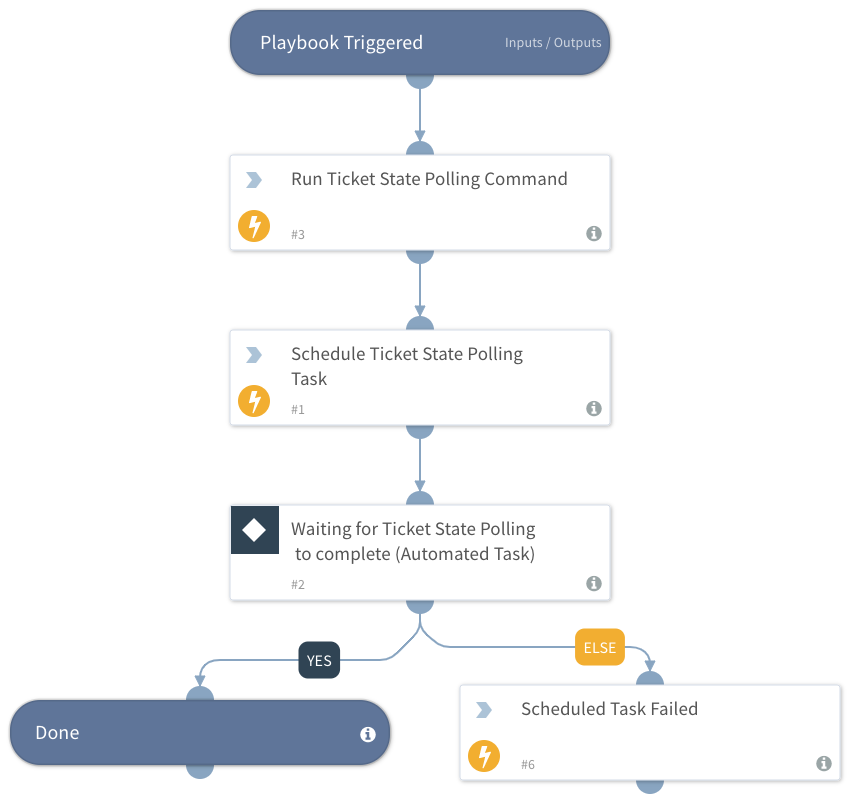 Playbook Triggered
Inputs / Outputs
Run Ticket State Polling Command
#3
Schedule Ticket State Polling
Task
#1
Waiting for Ticket State Polling
to complete (Automated Task)
#2
YES
ELSE
Done
Scheduled Task Failed
#6